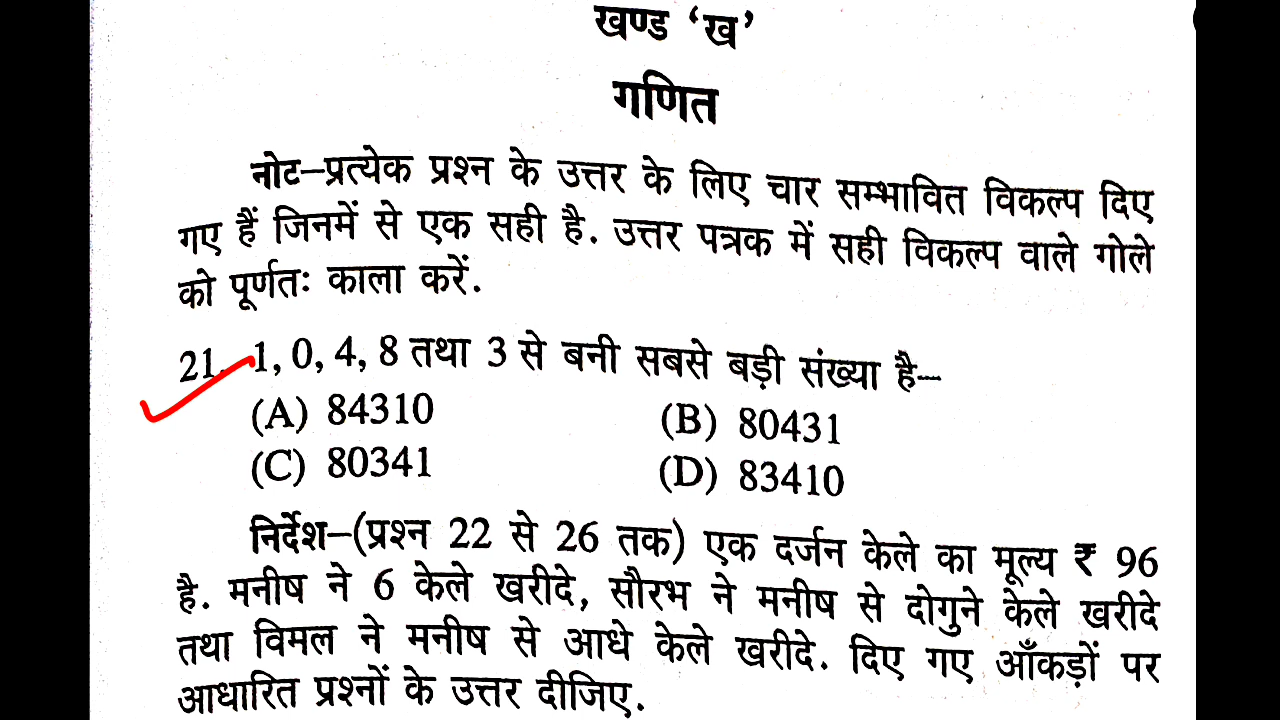 खण्ड ‘ख’
गणित
नोट–प्रत्येक प्रश्न के उत्तर के लिए चार सम्भावित विकल्प दिए
गए हैं जिनमें से एक सही है. उत्तर पत्रक में सही विकल्प वाले गोले
को पूर्णतः काला करें.
21. 1, 0, 4, 8 तथा 3 से बनी सबसे बड़ी संख्या है–
(A) 84310 (B) 80431
(C) 80341 (D) 83410
निर्देश–(प्रश्न 22 से 26 तक) एक दर्जन केले का मूल्य ₹ 96
है. मनीष ने 6 केले खरीदे, सौरभ ने मनीष से दोगुने केले खरीदे
तथा विमल ने मनीष से आधे केले खरीदे. दिए गए आँकड़ों पर
आधारित प्रश्नों के उत्तर दीजिए.